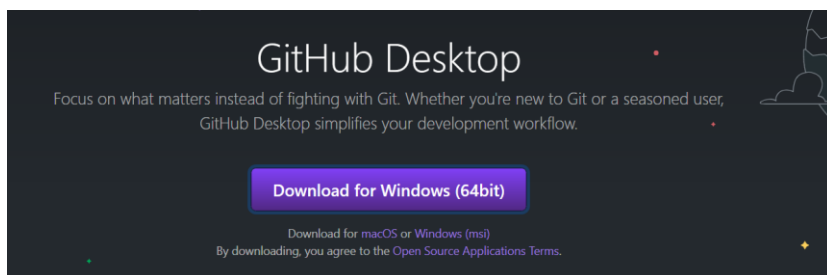 GitHub Desktop
Focus on what matters instead of fighting with Git. Whether you're new to Git or a seasoned user,
GitHub Desktop simplifies your development workflow.
Download for Windows (64bit)
Download for macOS or Windows (msi)
By downloading, you agree to the Open Source Applications Terms.